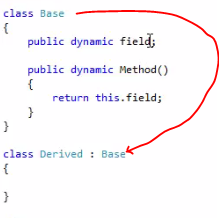 class Base
{
public dynamic field;
public dynamic Method()
{
return this.field;
}
}
class Derived : Base
{
}